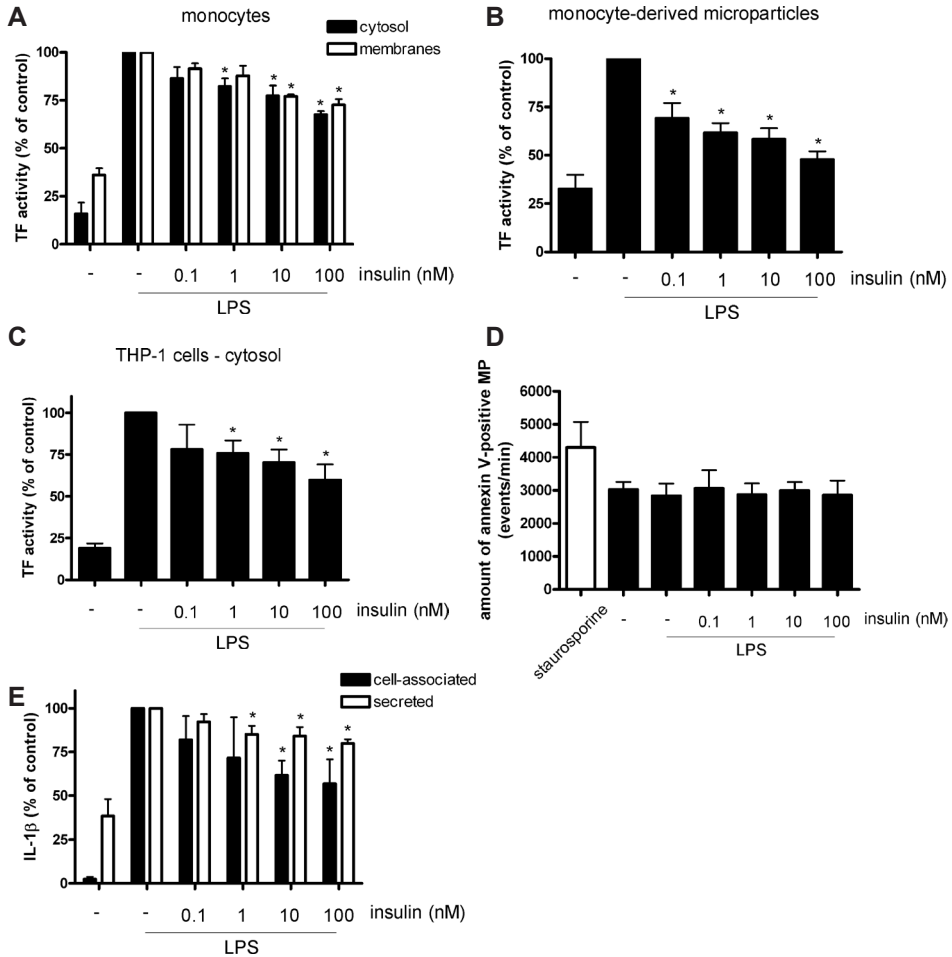 A
monocytes
cytosol
membranes
TF activity (% of control)
100
75
50
25
0
* * * * *
- - 0.1 1 10 100 insulin (nM)
LPS
B
monocyte-derived microparticles
TF activity (% of control)
100
75
50
25
0
* * * *
- - 0.1 1 10 100 insulin (nM)
LPS
C
THP-1 cells - cytosol
TF activity (% of control)
100
75
50
25
0
* * *
- - 0.1 1 10 100 insulin (nM)
LPS
D
amount of annexin V-positive MP
(events/min)
6000
5000
4000
3000
2000
1000
0
staurosporine - - 0.1 1 10 100 insulin (nM)
LPS
E
cell-associated
secreted
IL-1β (% of control)
100
75
50
25
0
* * * * *
- - 0.1 1 10 100 insulin (nM)
LPS